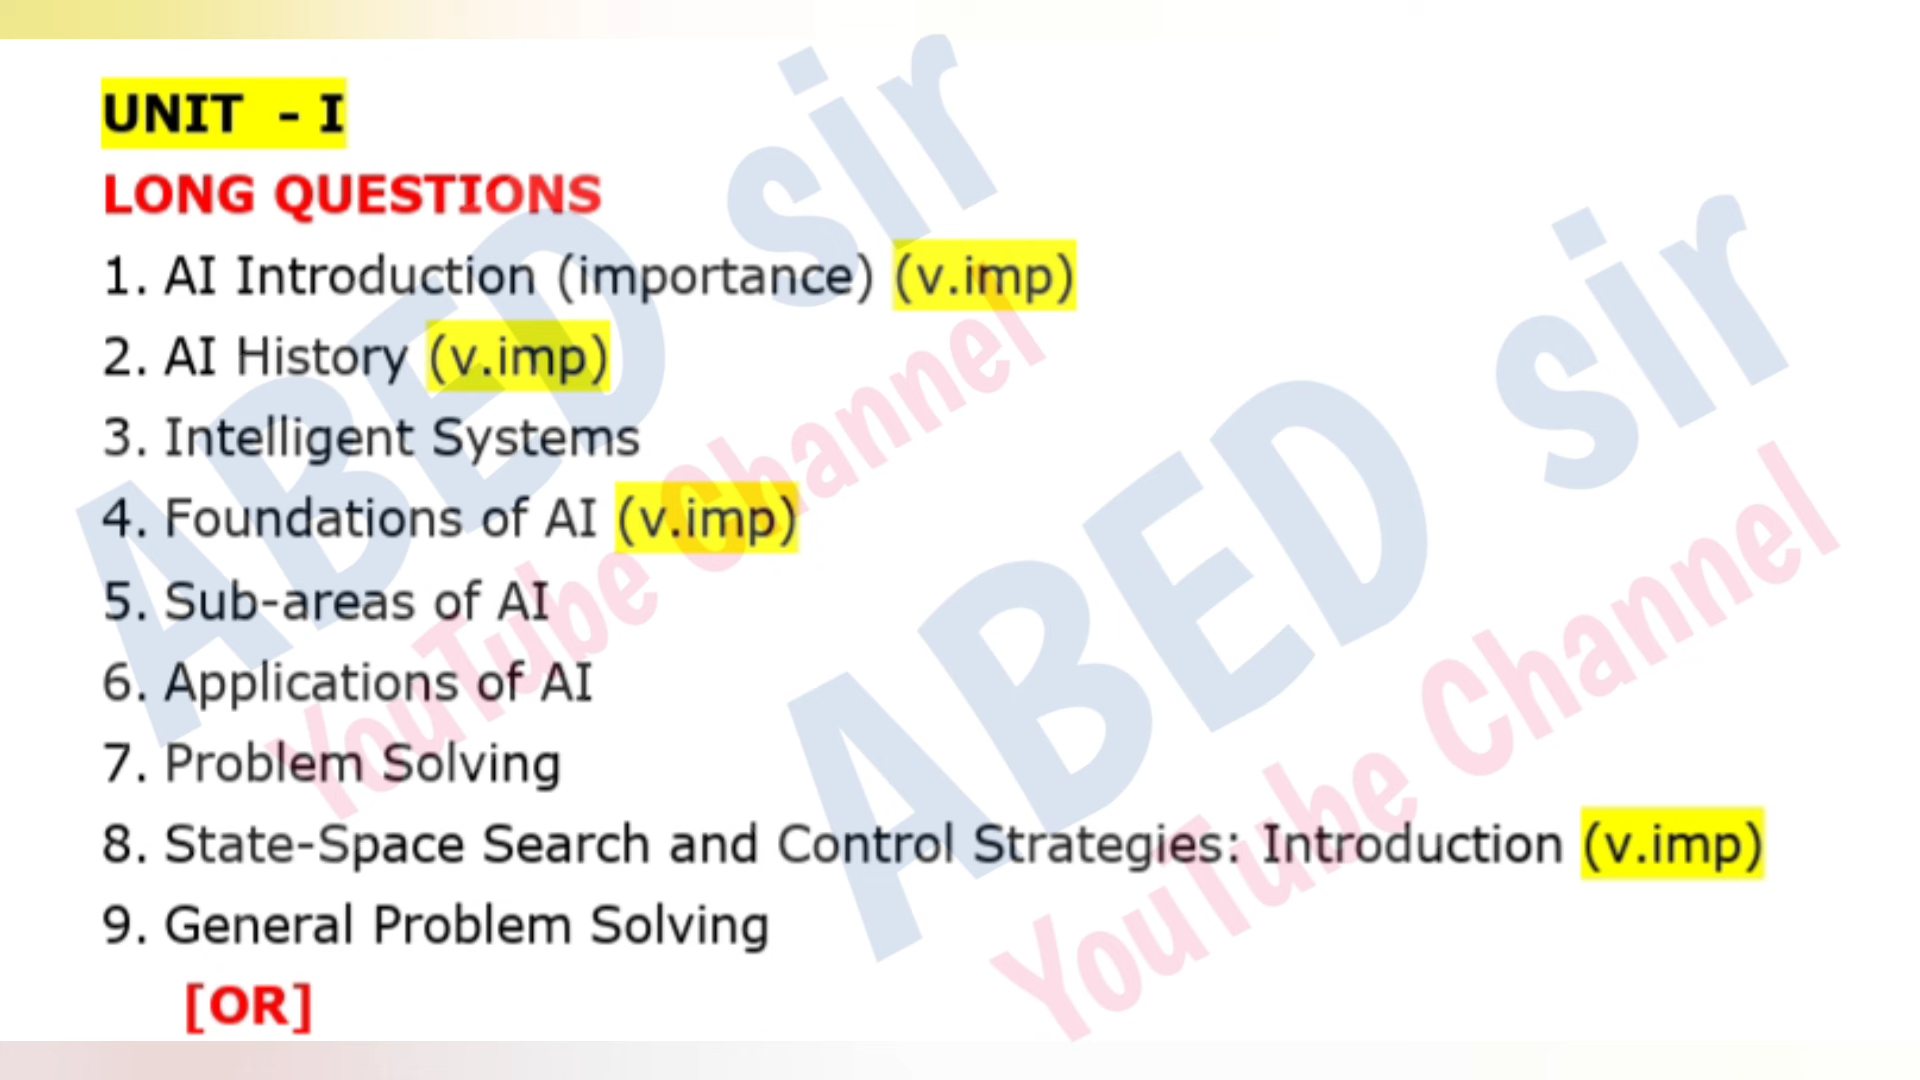 UNIT - I
LONG QUESTIONS
1. AI Introduction (importance) (v.imp)
2. AI History (v.imp)
3. Intelligent Systems
4. Foundations of AI (v.imp)
5. Sub-areas of AI
6. Applications of AI
7. Problem Solving
8. State-Space Search and Control Strategies: Introduction (v.imp)
9. General Problem Solving
[OR]
ABED sir
YouTube Channel
ABED sir
YouTube Channel